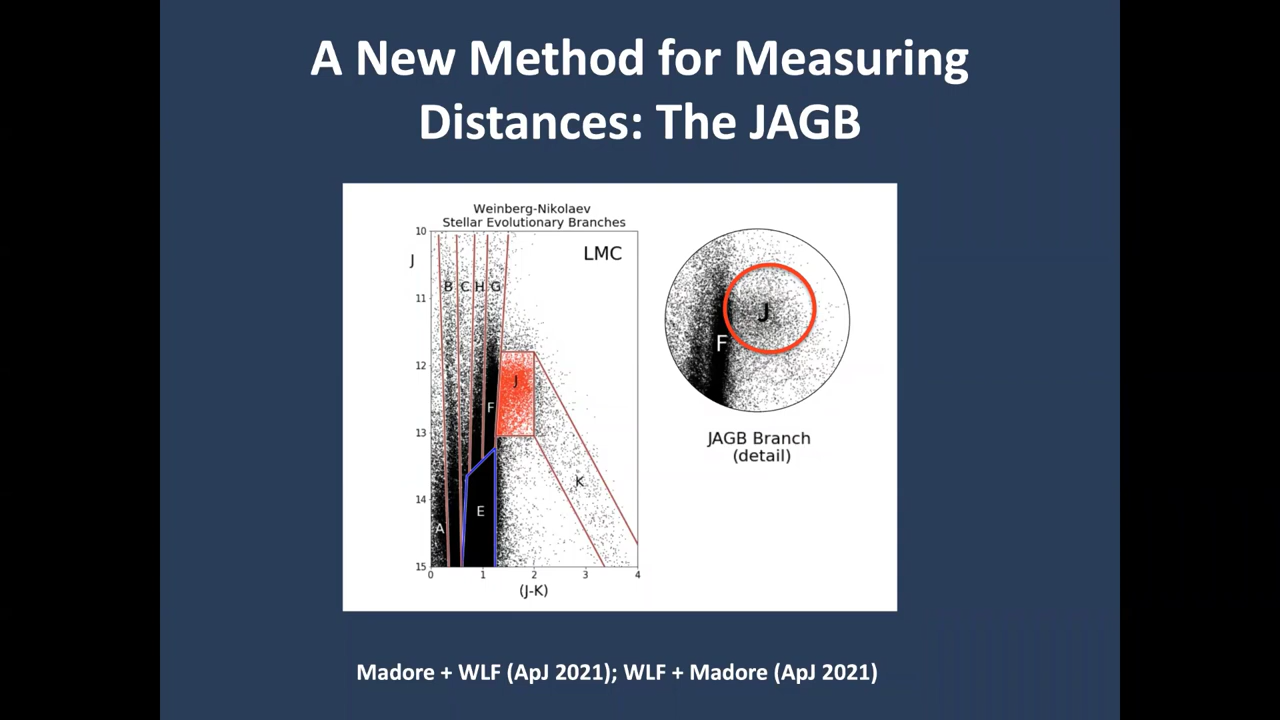 A New Method for Measuring
Distances: The JAGB
Weinberg-Nikolaev
Stellar Evolutionary Branches
10
J
LMC
B C H G
11
12
J
F
13
K
14
E
A
15
0 1 2 3 4
(J-K)
J
F
JAGB Branch
(detail)
Madore + WLF (ApJ 2021); WLF + Madore (ApJ 2021)